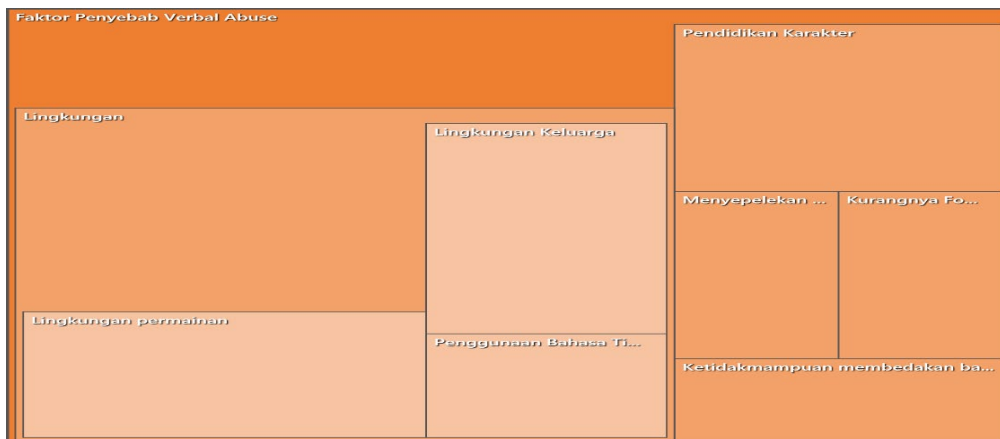 Faktor Penyebab Verbal Abuse
Pendidikan Karakter
Lingkungan
Lingkungan Keluarga
Menyepelekan ...
Kurangnya Fo...
Lingkungan permainan
Penggunaan Bahasa Ti...
Ketidakmampuan membedakan ba...